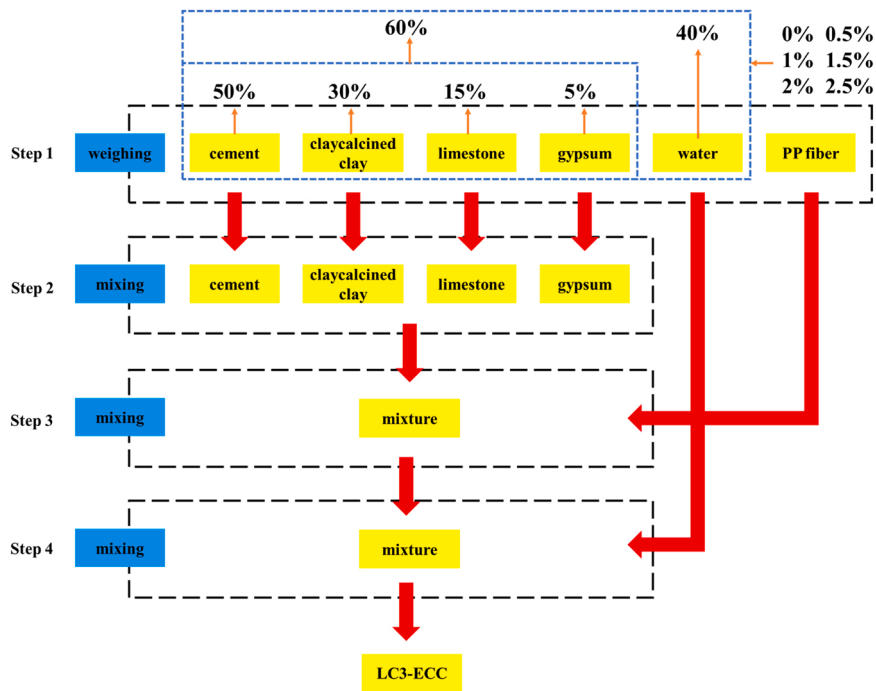 60%
40%
0% 0.5%
1% 1.5%
2% 2.5%
50%
30%
15%
5%
Step 1
weighing
cement
claycalcined
clay
limestone
gypsum
water
PP fiber
Step 2
mixing
cement
claycalcined
clay
limestone
gypsum
Step 3
mixing
mixture
Step 4
mixing
mixture
LC3-ECC